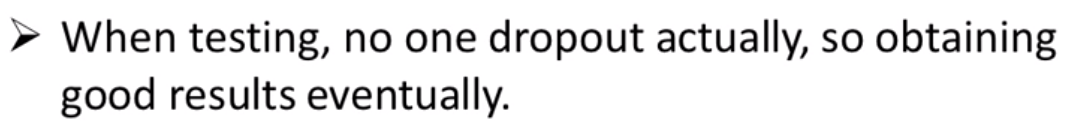 ➢ When testing, no one dropout actually, so obtaining
good results eventually.